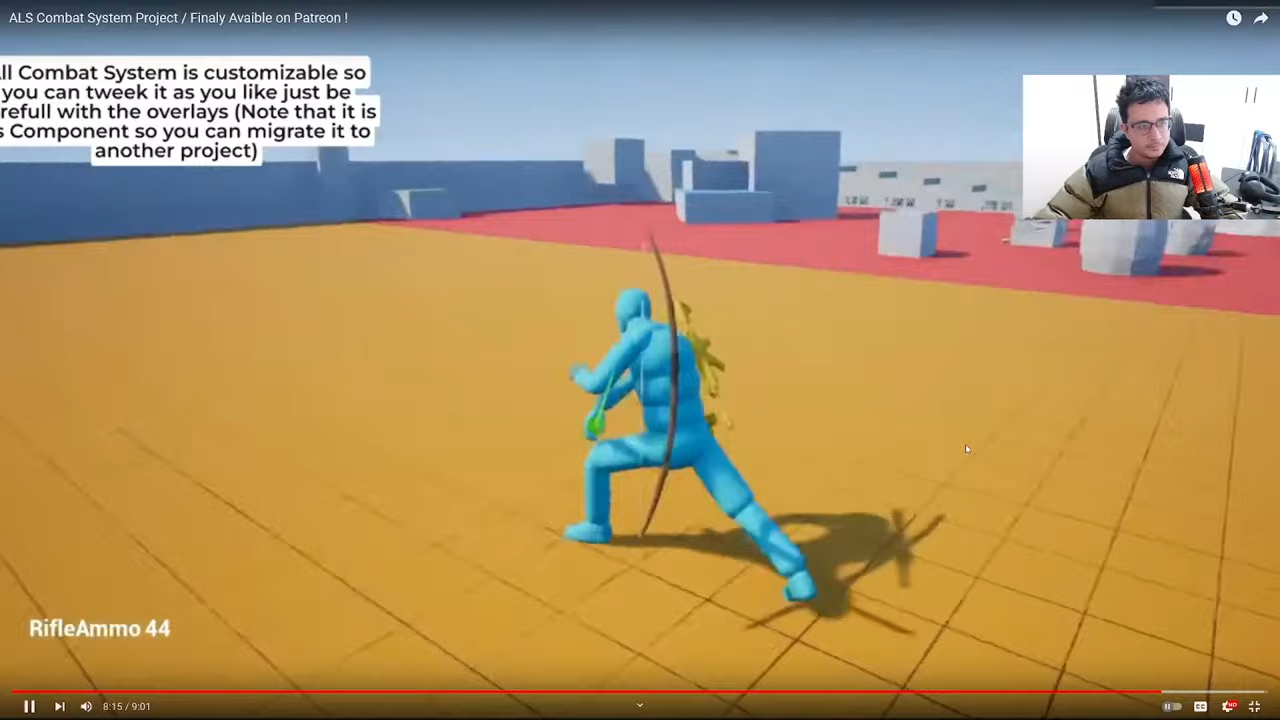 ALS Combat System Project / Finaly Avaible on Patreon !
ll Combat System is customizable so
you can tweek it as you like just be
refull with the overlays (Note that it is
s Component so you can migrate it to
another project)
RifleAmmo 44
8:15 / 9:01
CC
HD